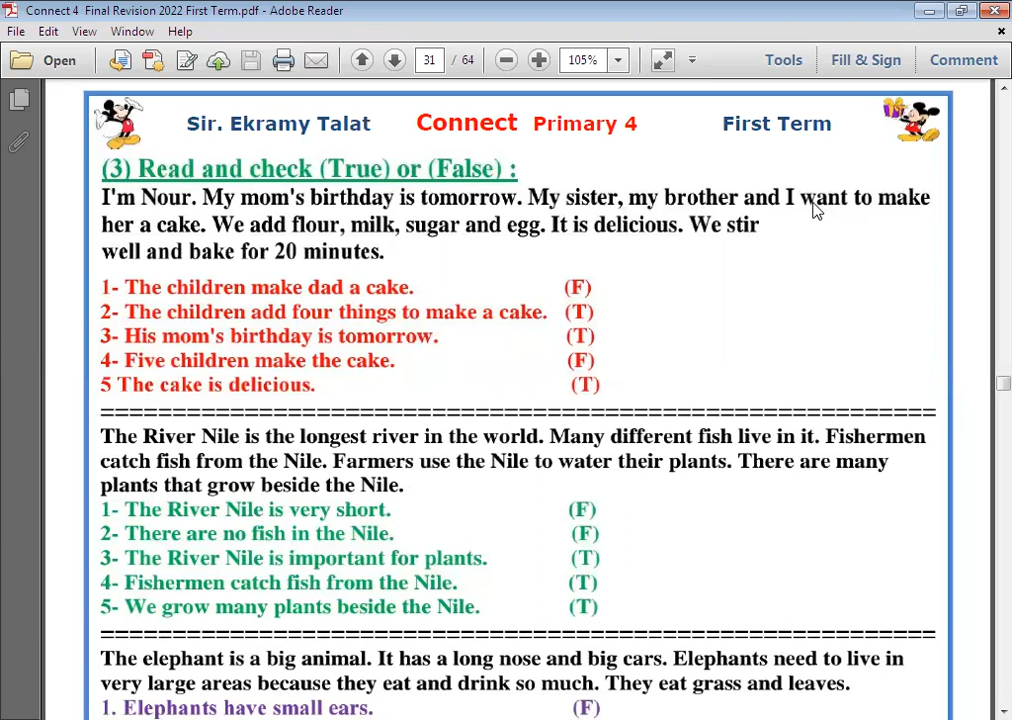 Connect 4  Final Revision 2022 First Term.pdf - Adobe Reader
File Edit View Window Help
Open 31 / 64 105% Tools Fill & Sign Comment
Sir. Ekramy Talat Connect Primary 4 First Term
(3) Read and check (True) or (False) :
I'm Nour. My mom's birthday is tomorrow. My sister, my brother and I want to make
her a cake. We add flour, milk, sugar and egg. It is delicious. We stir
well and bake for 20 minutes.
1- The children make dad a cake. (F)
2- The children add four things to make a cake. (T)
3- His mom's birthday is tomorrow. (T)
4- Five children make the cake. (F)
5 The cake is delicious. (T)
=========================================================
The River Nile is the longest river in the world. Many different fish live in it. Fishermen
catch fish from the Nile. Farmers use the Nile to water their plants. There are many
plants that grow beside the Nile.
1- The River Nile is very short. (F)
2- There are no fish in the Nile. (F)
3- The River Nile is important for plants. (T)
4- Fishermen catch fish from the Nile. (T)
5- We grow many plants beside the Nile. (T)
=========================================================
The elephant is a big animal. It has a long nose and big cars. Elephants need to live in
very large areas because they eat and drink so much. They eat grass and leaves.
1. Elephants have small ears. (F)